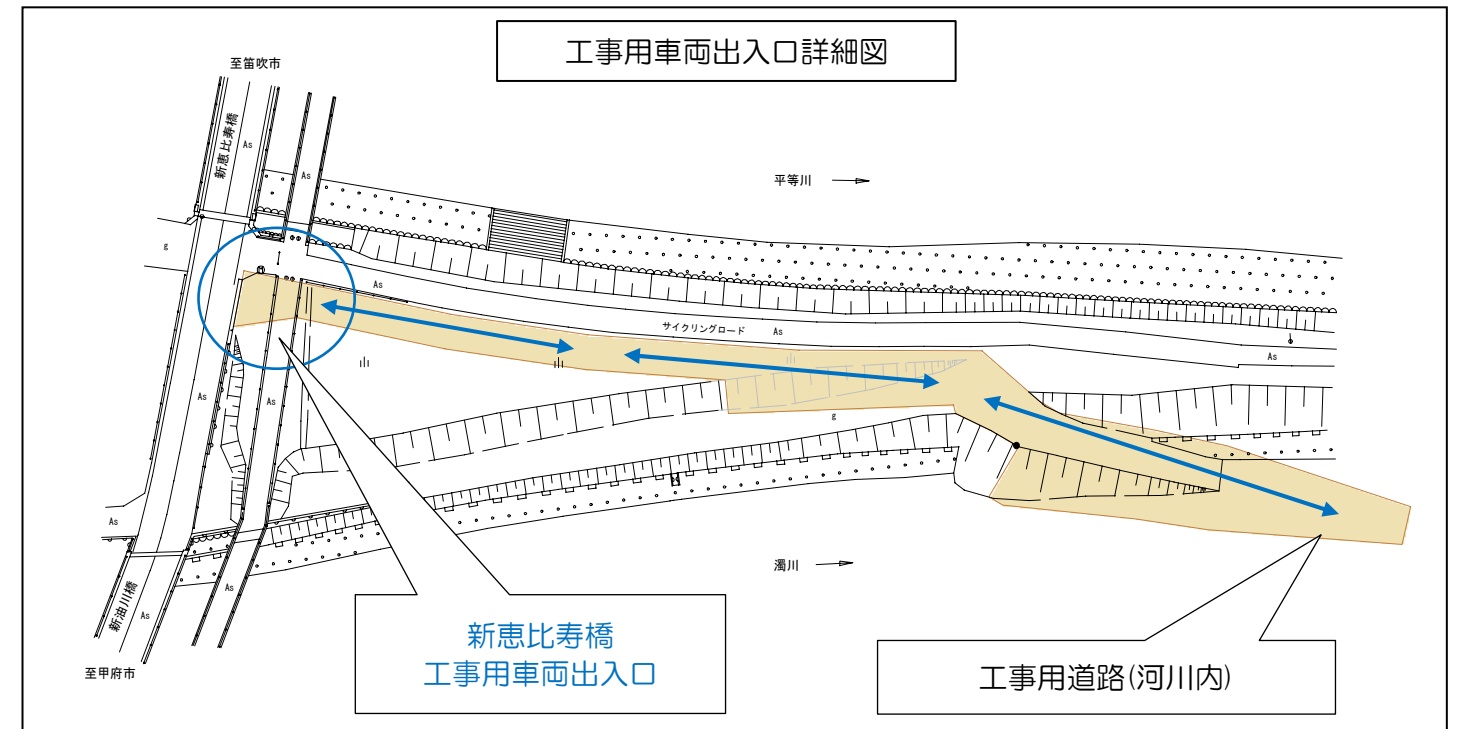 工事用車両出入口詳細図
至笛吹市
新恵比寿橋
As
As
平等川
g
As
サイクリングロード As
As
As
As
g
As
新油川橋
As
As
濁川
至甲府市
新恵比寿橋
工事用車両出入口
工事用道路(河川内)